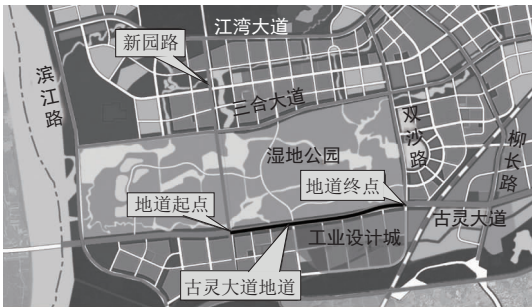 江湾大道
新园路
滨江路
三合大道
双沙路
柳长路
湿地公园
地道终点
地道起点
古灵大道
工业设计城
古灵大道地道